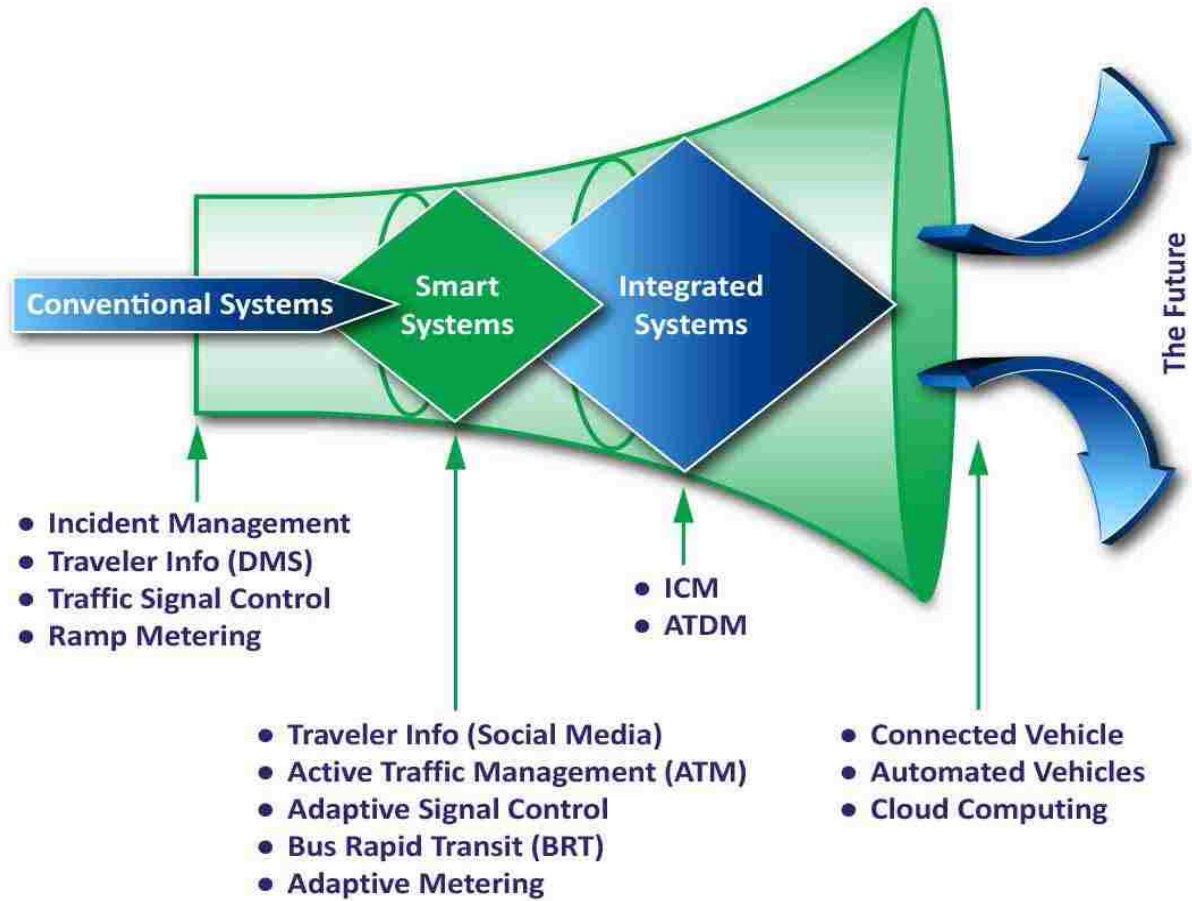 Conventional Systems
Smart
Systems
Integrated
Systems
The Future
● Incident Management
● Traveler Info (DMS)
● Traffic Signal Control
● Ramp Metering
● Traveler Info (Social Media)
● Active Traffic Management (ATM)
● Adaptive Signal Control
● Bus Rapid Transit (BRT)
● Adaptive Metering
● ICM
● ATDM
● Connected Vehicle
● Automated Vehicles
● Cloud Computing